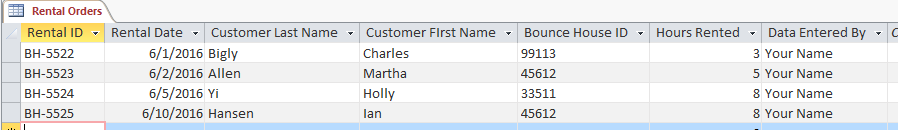 Rental Orders
Rental ID Rental Date Customer Last Name Customer FIrst Name Bounce House ID Hours Rented Data Entered By
BH-5522 6/1/2016 Bigly Charles 99113 3 Your Name
BH-5523 6/2/2016 Allen Martha 45612 5 Your Name
BH-5524 6/5/2016 Yi Holly 33511 8 Your Name
BH-5525 6/10/2016 Hansen Ian 45612 8 Your Name